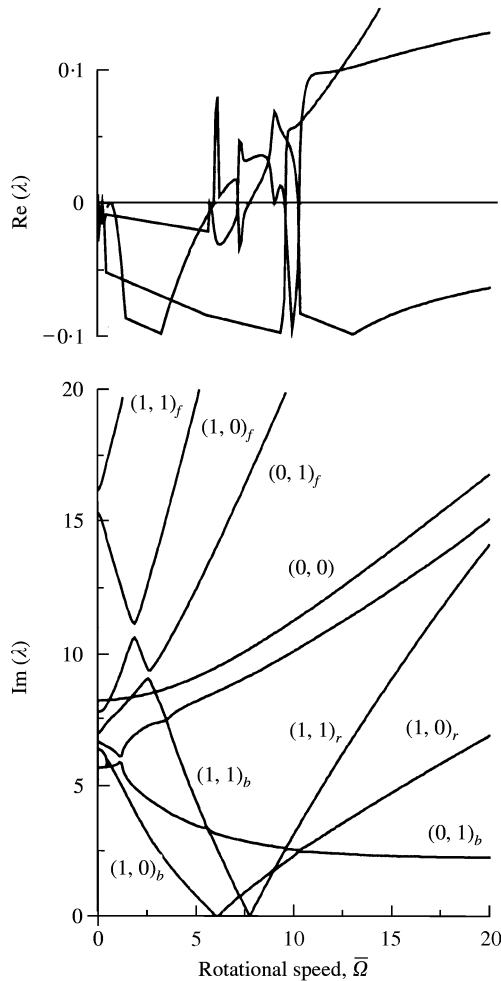 0·1
Re (λ)
0
−0·1
20
(1, 1)f
(1, 0)f
(0, 1)f
15
(0, 0)
10
Im (λ)
(1, 1)r
(1, 0)r
(1, 1)b
5
(0, 1)b
(1, 0)b
0
0 5 10 15 20
Rotational speed, Ω̅